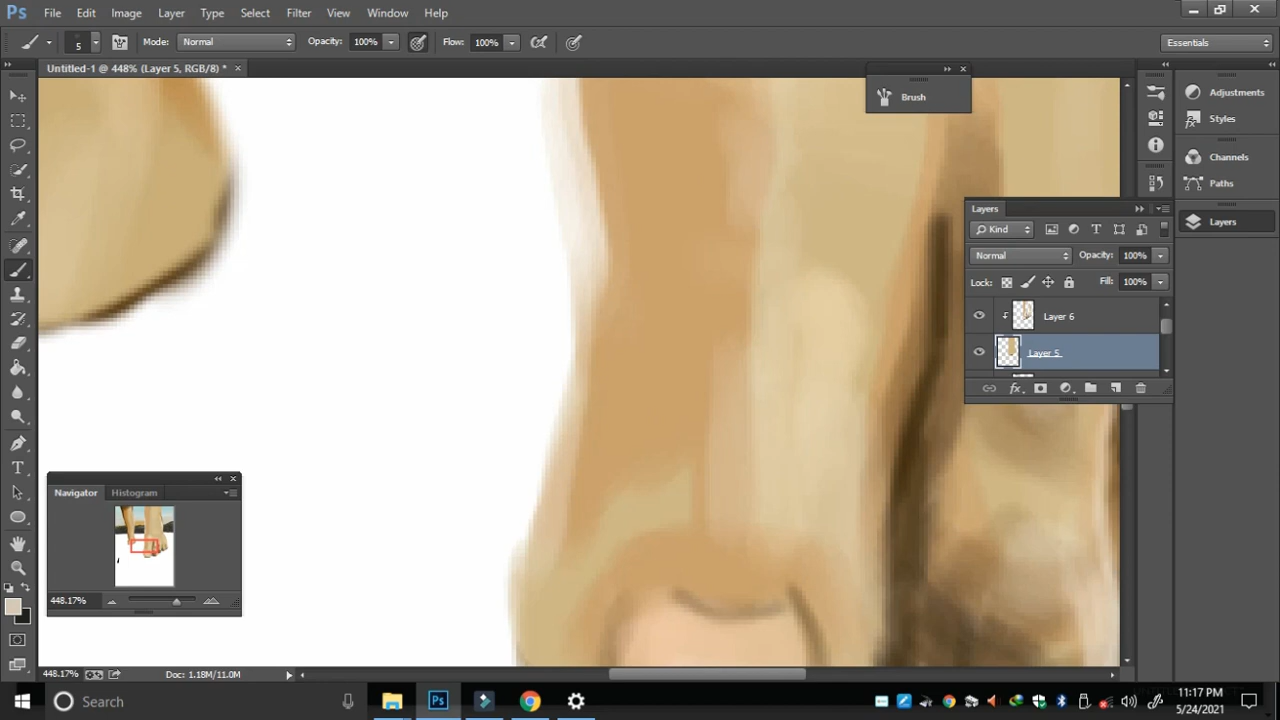 Ps File Edit Image Layer Type Select Filter 3D View Window Help
5 Mode: Normal Opacity: 100% Flow: 100% Essentials
Untitled-1 @ 448% (Layer 5, RGB/8) * ×
Brush
Adjustments
Styles
Channels
Paths
Layers
Layers
Kind
Normal Opacity: 100%
Lock: Fill: 100%
Layer 6
Layer 5
fx
Navigator Histogram
448.17%
448.17% Doc: 1.18M/11.0M
Search
Ps
11:17 PM
5/24/2021